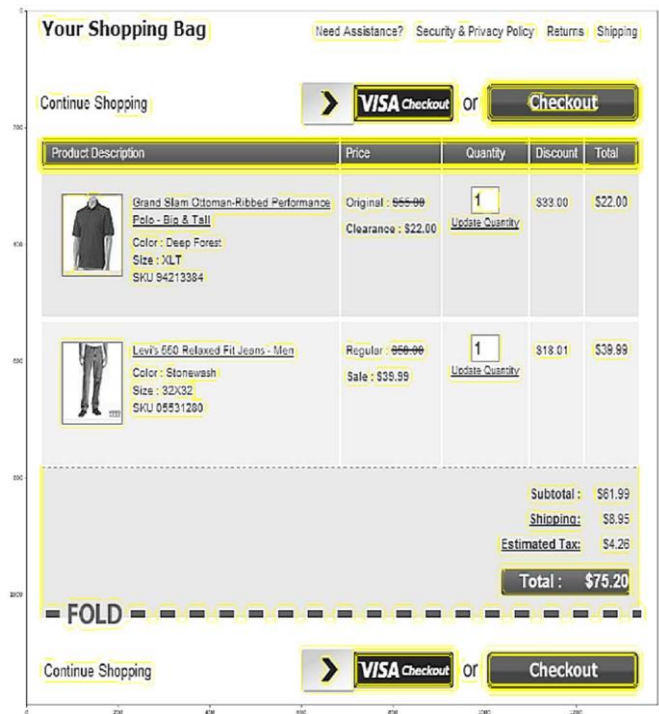 Your Shopping Bag
Need Assistance? Security & Privacy Policy Returns Shipping
Continue Shopping
VISA Checkout or Checkout
Product Description Price Quantity Discount Total
Grand Slam Ottoman-Ribbed Performance
Polo - Big & Tall
Color : Deep Forest
Size : XLT
SKU 94213384
Original : $55.00
Clearance : $22.00
1
Update Quantity
$33.00
$22.00
Levi's 550 Relaxed Fit Jeans - Men
Color : Stonewash
Size : 32X32
SKU 05531280
Regular : $58.00
Sale : $39.99
1
Update Quantity
$18.01
$39.99
Subtotal : $61.99
Shipping: $8.95
Estimated Tax: $4.26
Total : $75.20
FOLD
Continue Shopping
VISA Checkout or Checkout